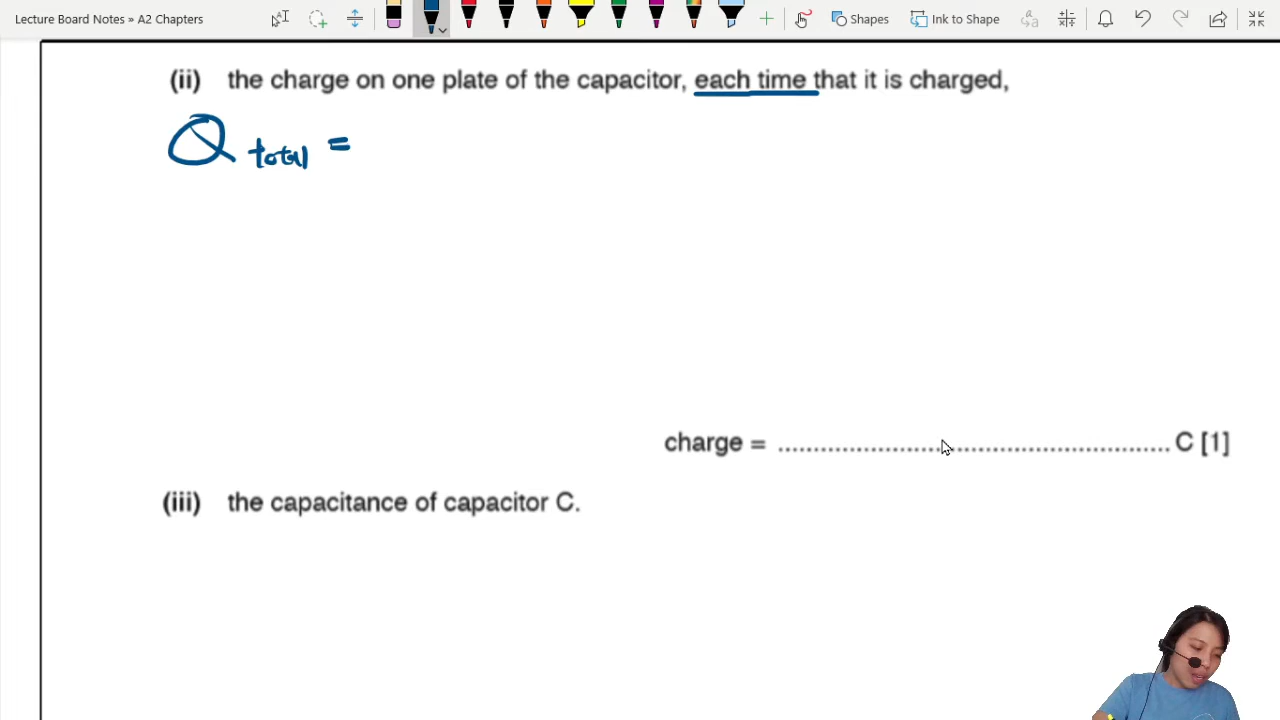 Lecture Board Notes » A2 Chapters
Shapes
Ink to Shape
(ii) the charge on one plate of the capacitor, each time that it is charged,
Q total =
charge = ........................................................ C [1]
(iii) the capacitance of capacitor C.